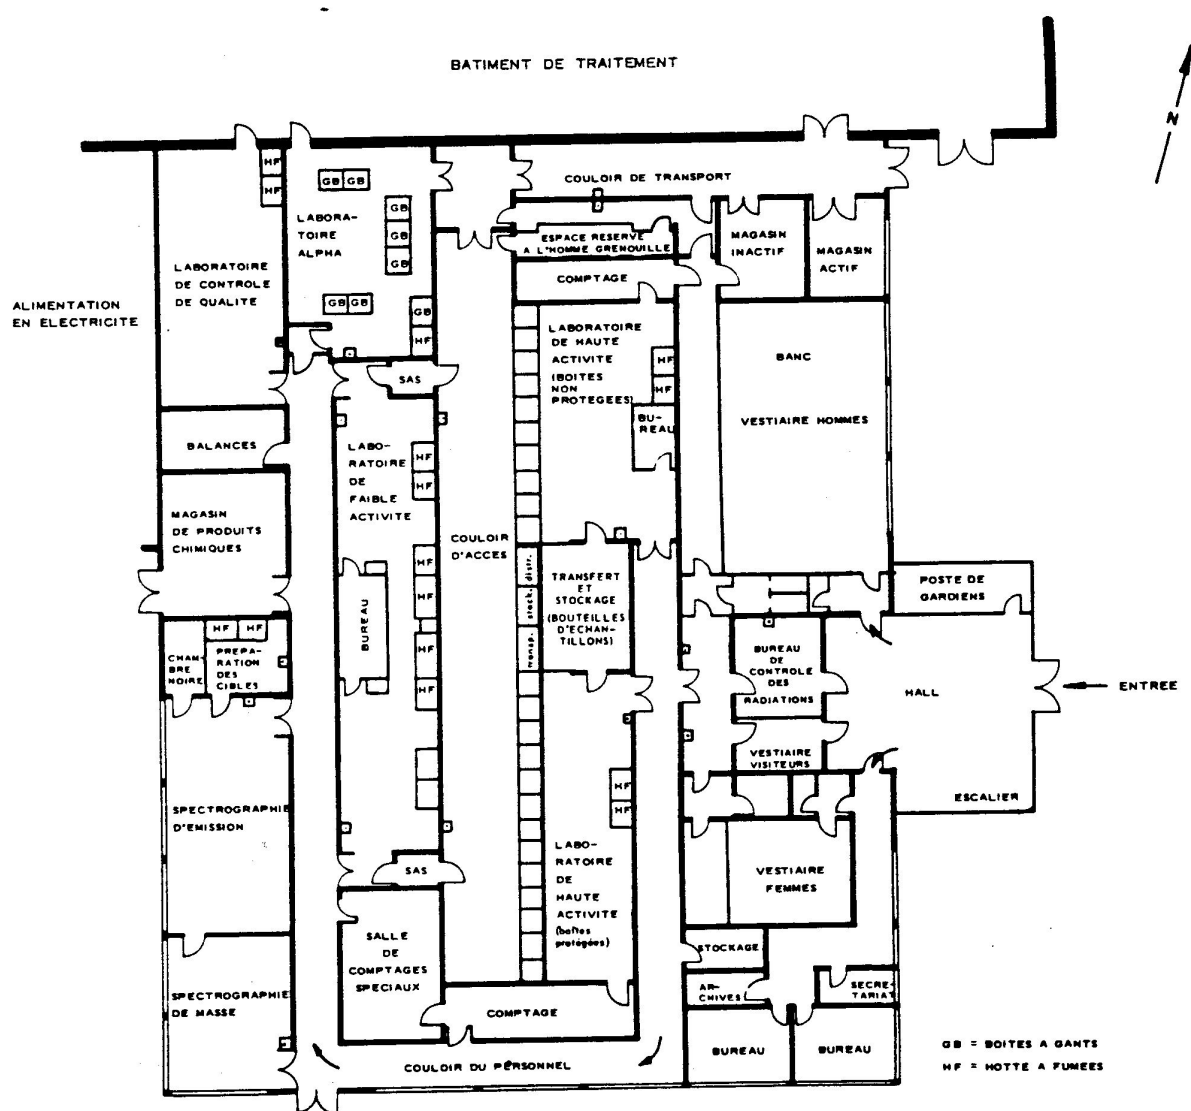 BATIMENT DE TRAITEMENT
N
COULOIR DE TRANSPORT
HF
HF
GB GB
LABORA-
TOIRE
ALPHA
GB
GB
GB
GB GB
GB
HF
LABORATOIRE
DE CONTROLE
DE QUALITE
ALIMENTATION
EN ELECTRICITE
ESPACE RESERVE
A L'HOMME GRENOUILLE
COMPTAGE
MAGASIN
INACTIF
MAGASIN
ACTIF
LABORATOIRE
DE HAUTE
ACTIVITE
(BOITES
NON
PROTEGEES)
HF
HF
BU-
REAU
BANC
VESTIAIRE HOMMES
SAS
BALANCES
LABO-
RATOIRE
DE
FAIBLE
ACTIVITE
HF
HF
MAGASIN
DE PRODUITS
CHIMIQUES
COULOIR
D'ACCES
HF
HF
HF
HF
BUREAU
distr.
stock.
transp.
TRANSFERT
ET
STOCKAGE
(BOUTEILLES
D'ECHAN-
TILLONS)
POSTE DE
GARDIENS
HF HF
CHAM-
BRE
NOIRE
PREPA-
RATION
DES
CIBLES
BUREAU
DE
CONTROLE
DES
RADIATIONS
HALL
ENTREE
VESTIAIRE
VISITEURS
ESCALIER
SPECTROGRAPHIE
D'EMISSION
HF
HF
LABO-
RATOIRE
DE
HAUTE
ACTIVITE
(boîtes
protégées)
VESTIAIRE
FEMMES
SAS
SALLE
DE
COMPTAGES
SPECIAUX
STOCKAGE
AR-
CHIVES
SECRE-
TARIAT
SPECTROGRAPHIE
DE MASSE
COMPTAGE
BUREAU
BUREAU
COULOIR DU PERSONNEL
GB = BOITES A GANTS
HF = HOTTE A FUMEES